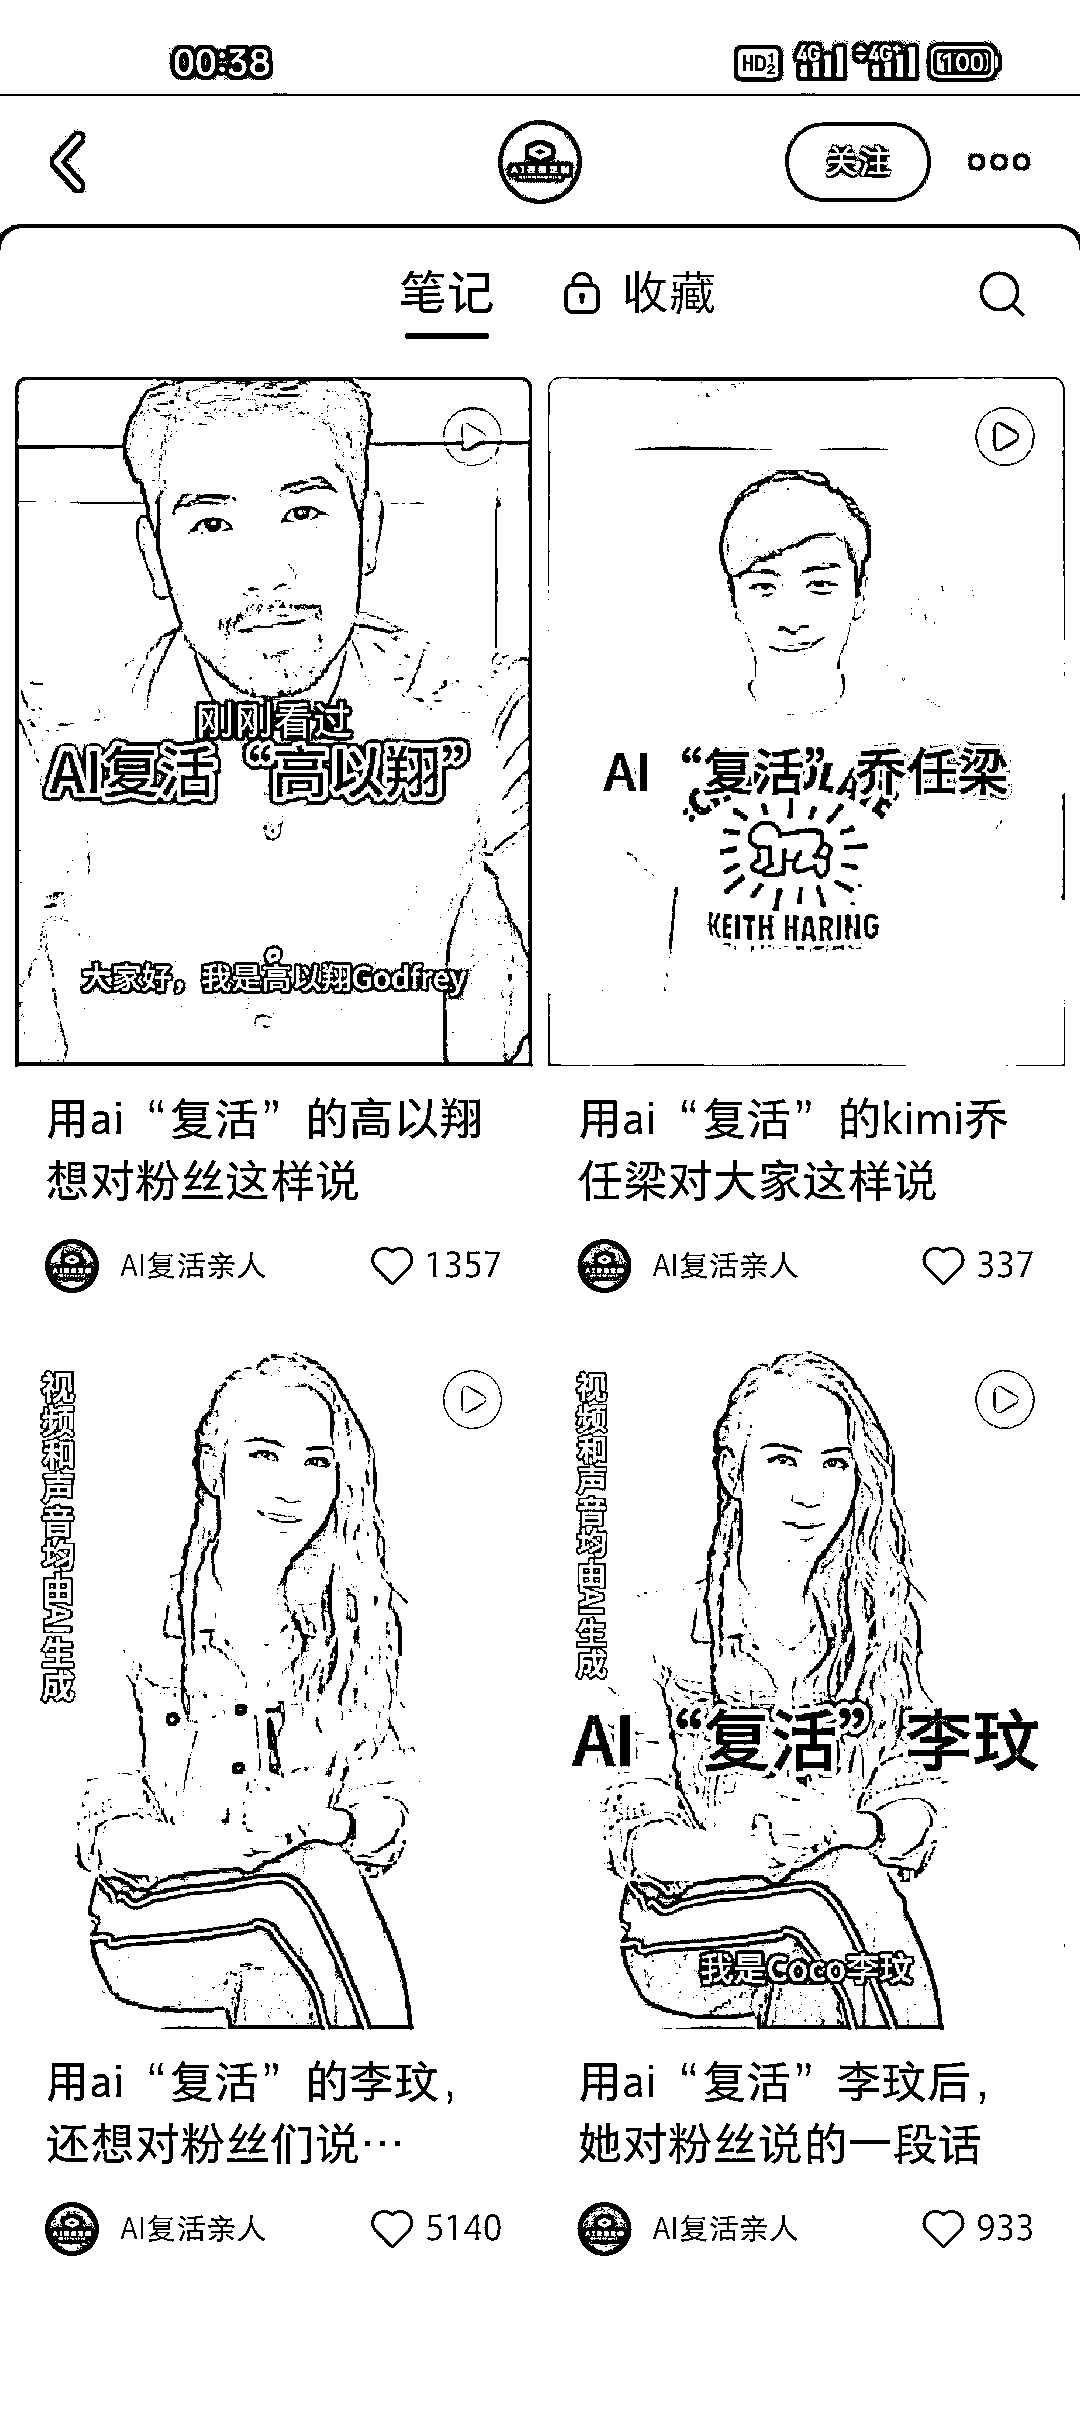 00:38
HD 1 2 4G 4G+ 100
关注
笔记 收藏
刚刚看过
AI复活“高以翔”
大家好，我是高以翔Godfrey
AI“复活”乔任梁
KEITH HARING
用ai“复活”的高以翔
想对粉丝这样说
AI复活亲人 1357
用ai“复活”的kimi乔
任梁对大家这样说
AI复活亲人 337
视频和声音均由AI生成
视频和声音均由AI生成
AI“复活”李玟
我是Coco李玟
用ai“复活”的李玟，
还想对粉丝们说…
AI复活亲人 5140
用ai“复活”李玟后，
她对粉丝说的一段话
AI复活亲人 933